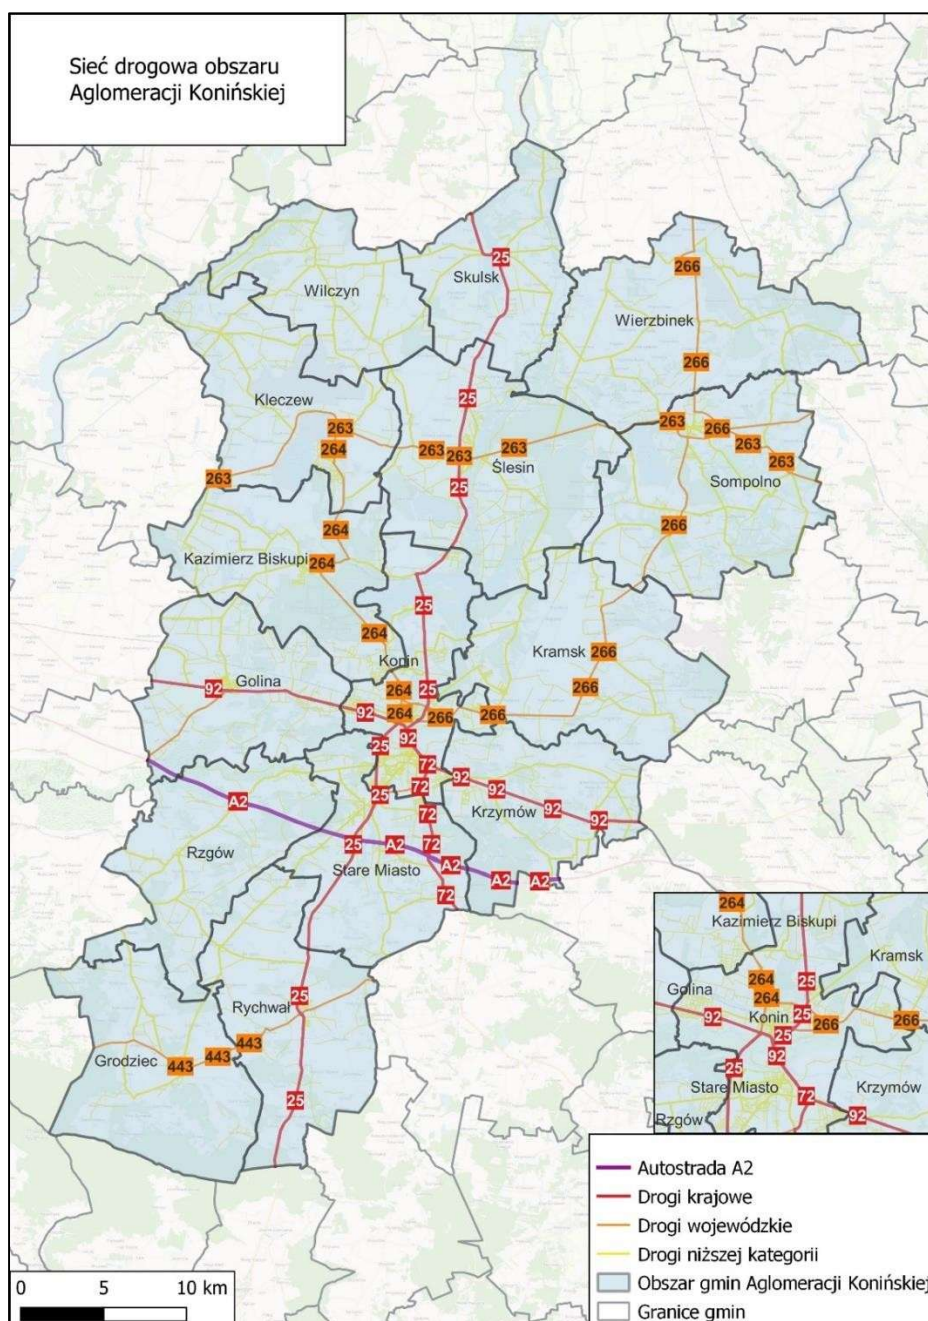 Sieć drogowa obszaru
Aglomeracji Konińskiej
25
Skulsk
266
Wilczyn
Wierzbinek
266
25
Kleczew
263
263
266
264
263
263
263
263
Ślesin
263
Sompolno
263
25
266
264
Kazimierz Biskupi
264
25
264
Konin
Kramsk
266
Golina
92
264
25
266
92
264
266
266
25
92
72
92
72
92
25
Krzymów
A2
92
92
72
Rzgów
25
A2
72
Stare Miasto
A2
A2
A2
72
25
Rychwał
443
443
Grodziec
443
25
264
Kazimierz Biskupi
Kramsk
264
25
Golina
264
92
Konin
25
266
266
25
92
25
Stare Miasto
72
Krzymów
92
Rzgów
Autostrada A2
Drogi krajowe
Drogi wojewódzkie
Drogi niższej kategorii
Obszar gmin Aglomeracji Konińskiej
Granice gmin
0 5 10 km